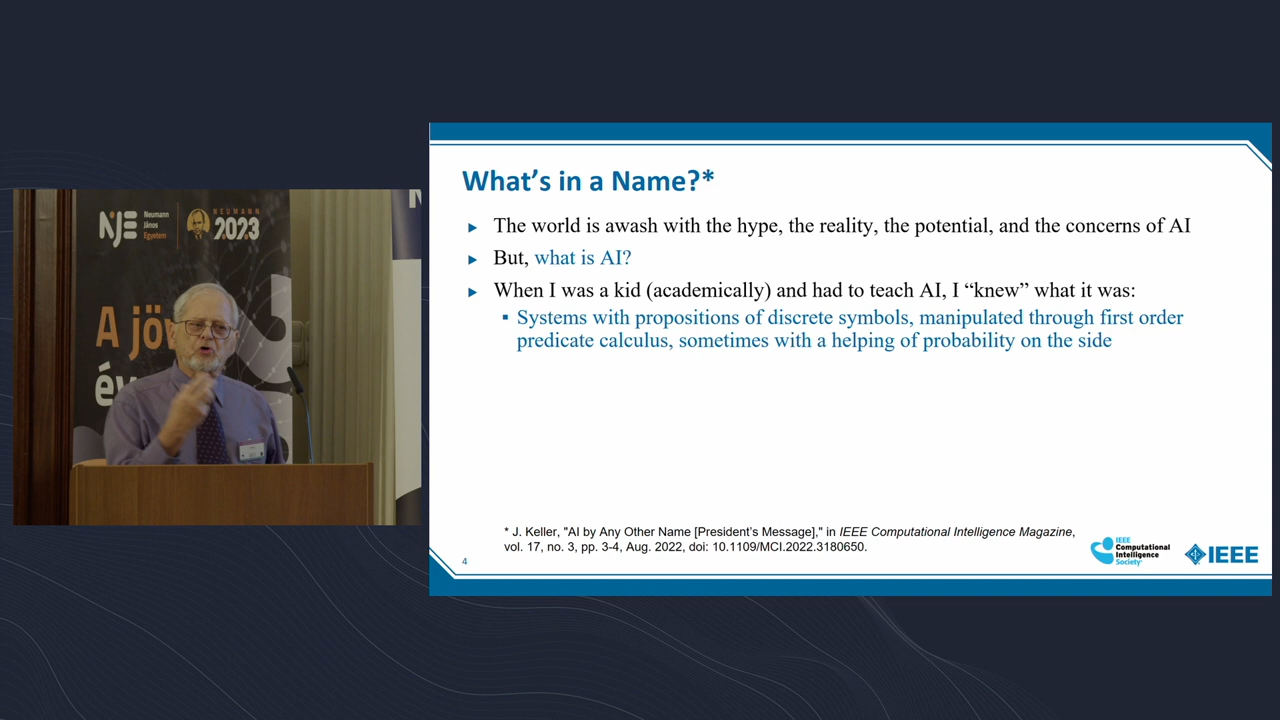 NJE
Neumann
János
Egyetem
NEUMANN
2023
A jöv
év
N
What's in a Name?*
The world is awash with the hype, the reality, the potential, and the concerns of AI
But, what is AI?
When I was a kid (academically) and had to teach AI, I “knew” what it was:
Systems with propositions of discrete symbols, manipulated through first order
predicate calculus, sometimes with a helping of probability on the side
* J. Keller, "AI by Any Other Name [President's Message]," in IEEE Computational Intelligence Magazine,
vol. 17, no. 3, pp. 3-4, Aug. 2022, doi: 10.1109/MCI.2022.3180650.
4
IEEE
Computational
Intelligence
Society
IEEE